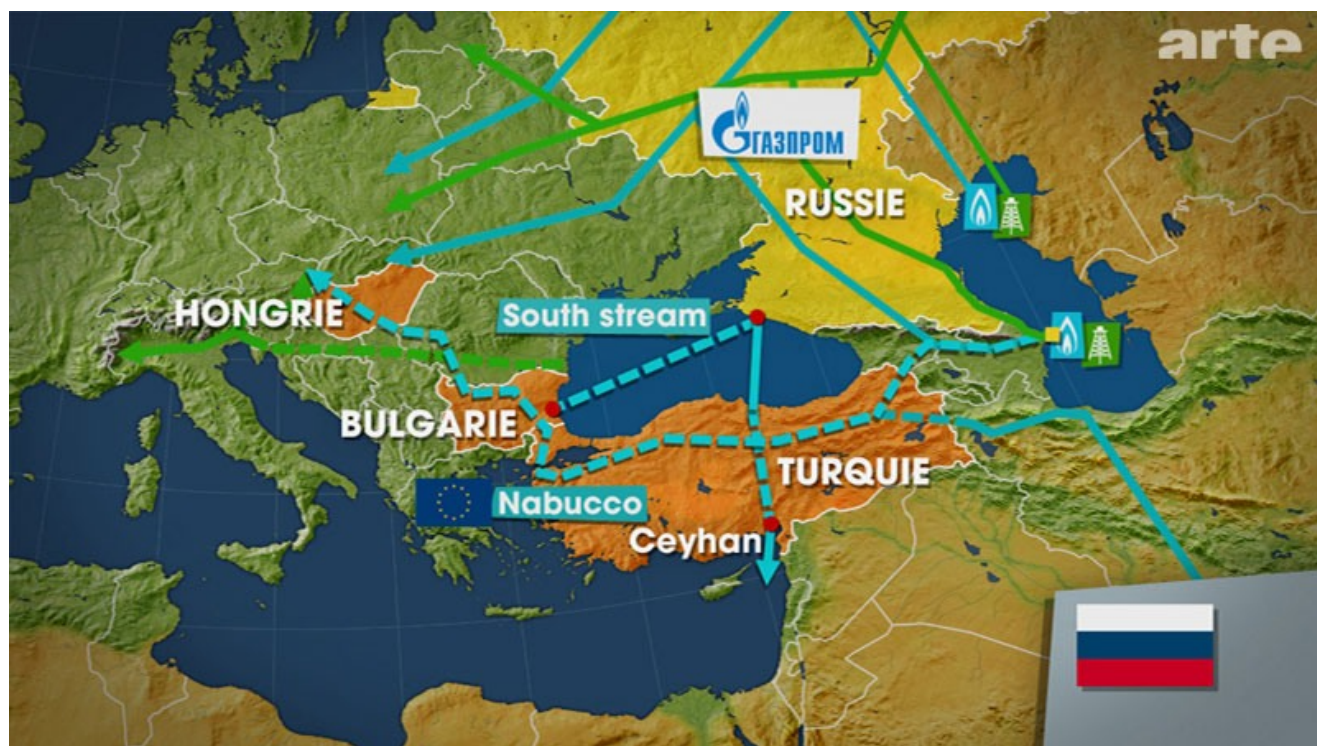 arte
ГАЗПРОМ
RUSSIE
HONGRIE
South stream
BULGARIE
TURQUIE
Nabucco
Ceyhan